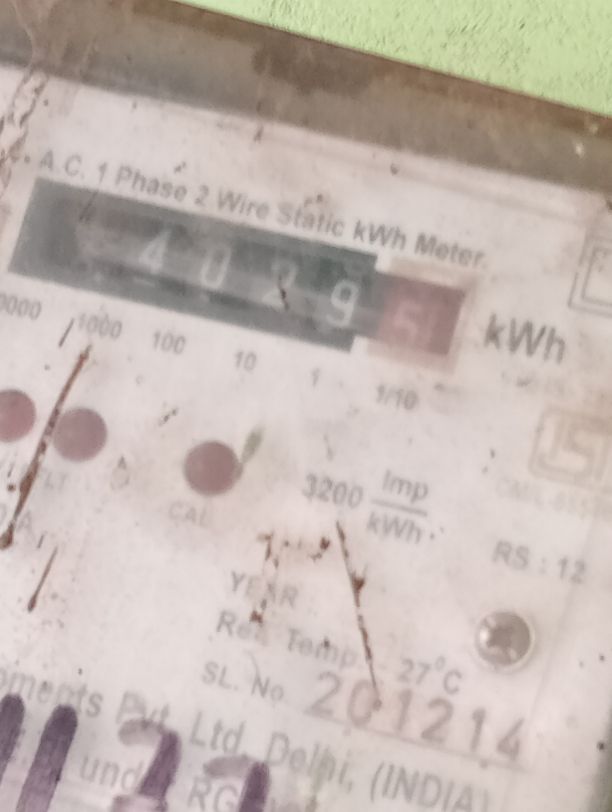 A.C. 1 Phase 2 Wire Static kWh Meter.
4 0 2 9 5 kWh
0000 1000 100 10 1 1/10
CAL
3200 Imp/kWh
RS : 12
YEAR
Ref. Temp 27°C
SL. No 201214
Pvt. Ltd. Delhi, (INDIA)